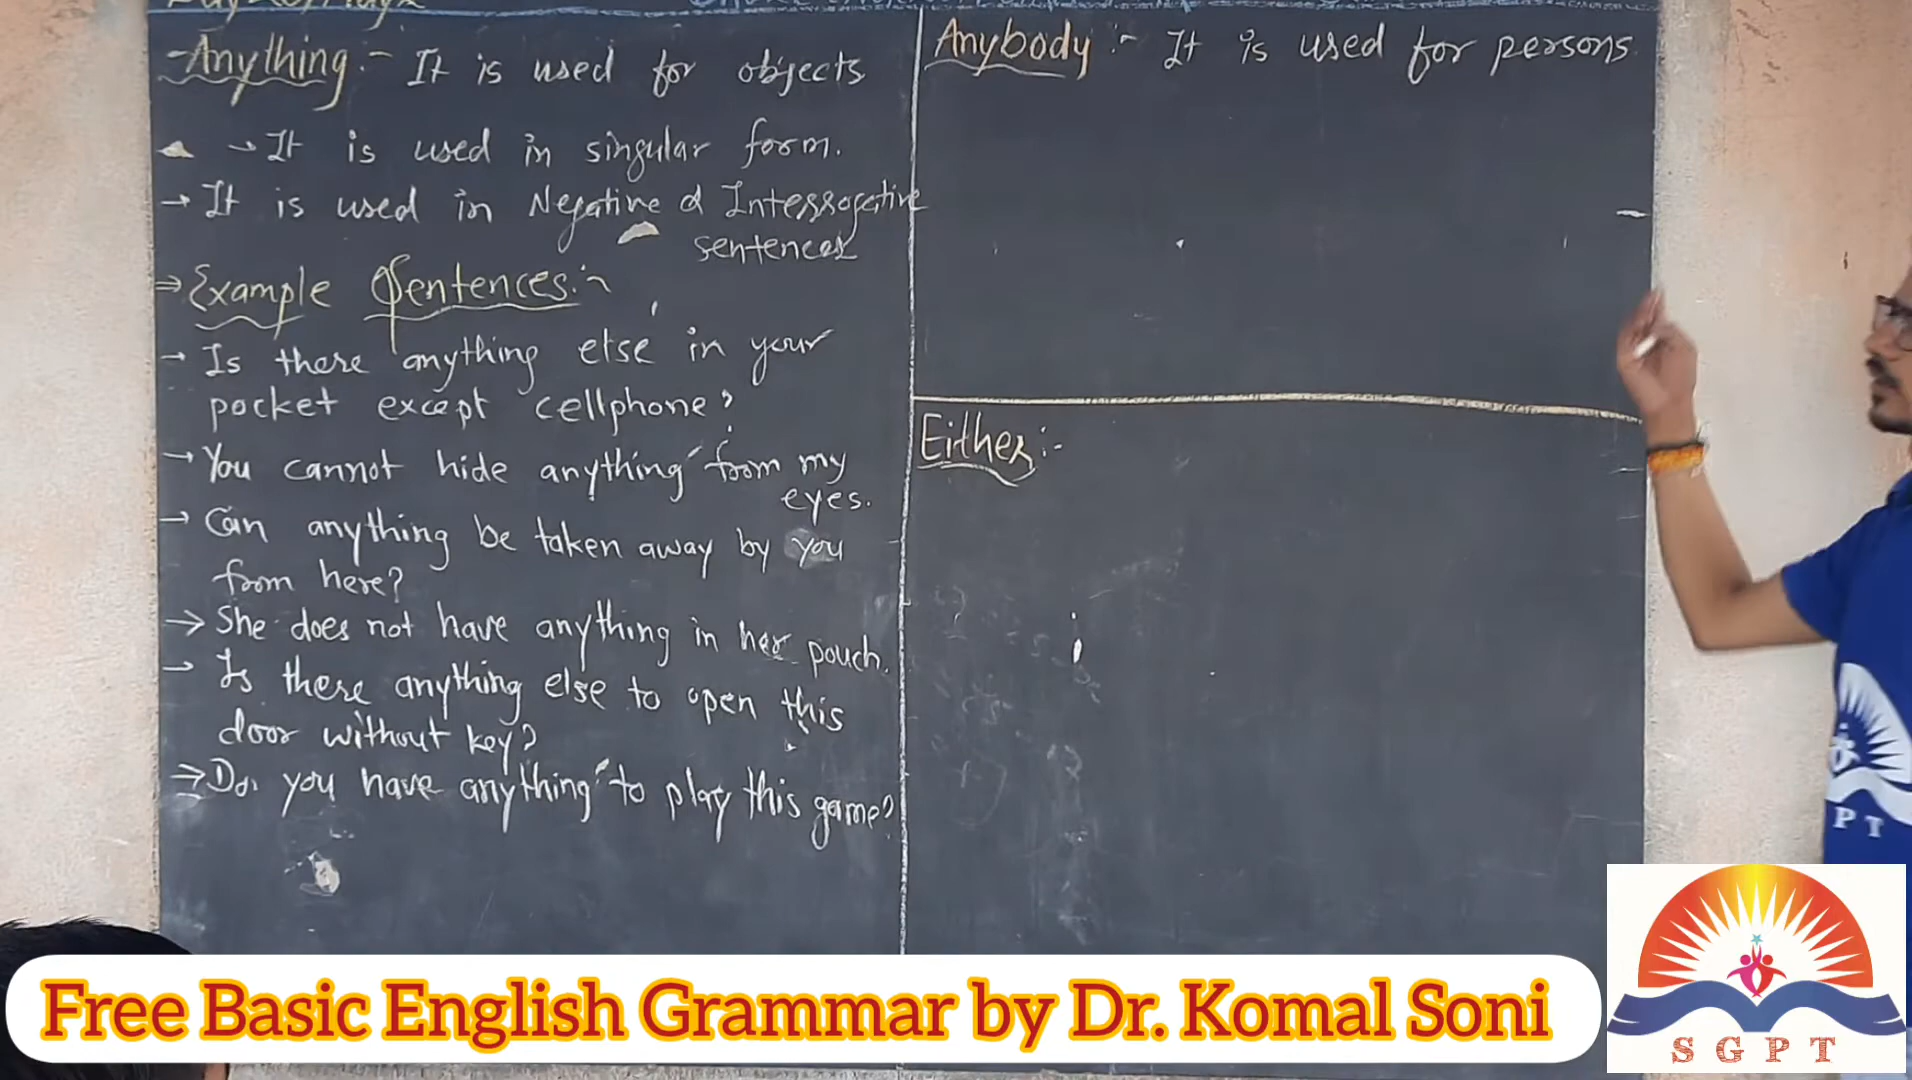 Anything :- It is used for objects
→ It is used in singular form.
→ It is used in Negative & Interrogative
sentences
⇒ Example Sentences :-
→ Is there anything else in your
pocket except cellphone?
→ You cannot hide anything from my
eyes.
→ Can anything be taken away by you
from here?
→ She does not have anything in her pouch.
→ Is there anything else to open this
door without key?
⇒ Do you have anything to play this game?
Anybody :- It is used for persons
Either :-
Free Basic English Grammar by Dr. Komal Soni
SGPT
PT